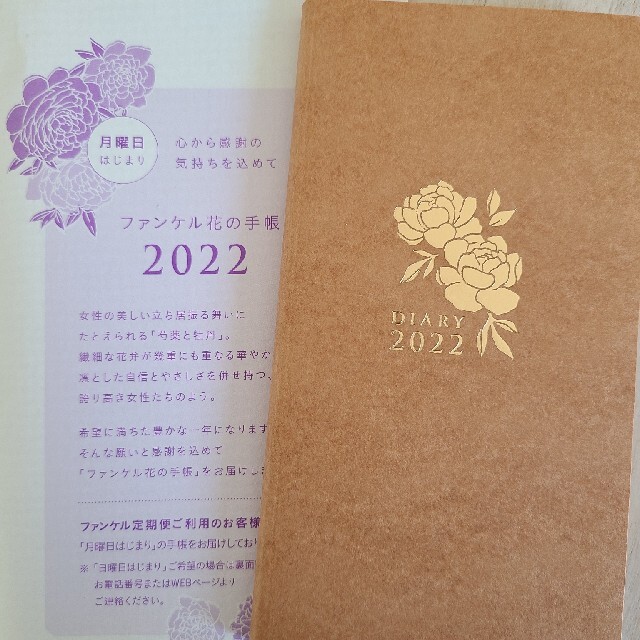 月曜日
はじまり
心から感謝の
気持ちを込めて
ファンケル花の手帳
2022
女性の美しい立ち居振る舞いに
たとえられる「芍薬と牡丹」。
繊細な花弁が幾重にも重なる華やか
凛とした自信とやさしさを併せ持つ、
誇り高き女性たちのよう。
希望に満ちた豊かな一年になります
そんな願いと感謝を込めて
「ファンケル花の手帳」をお届けしま
ファンケル定期便ご利用のお客様
「月曜日はじまり」の手帳をお届けしており
※「日曜日はじまり」ご希望の場合は裏面
お電話番号またはWEBページより
ご連絡ください。
DIARY
2022